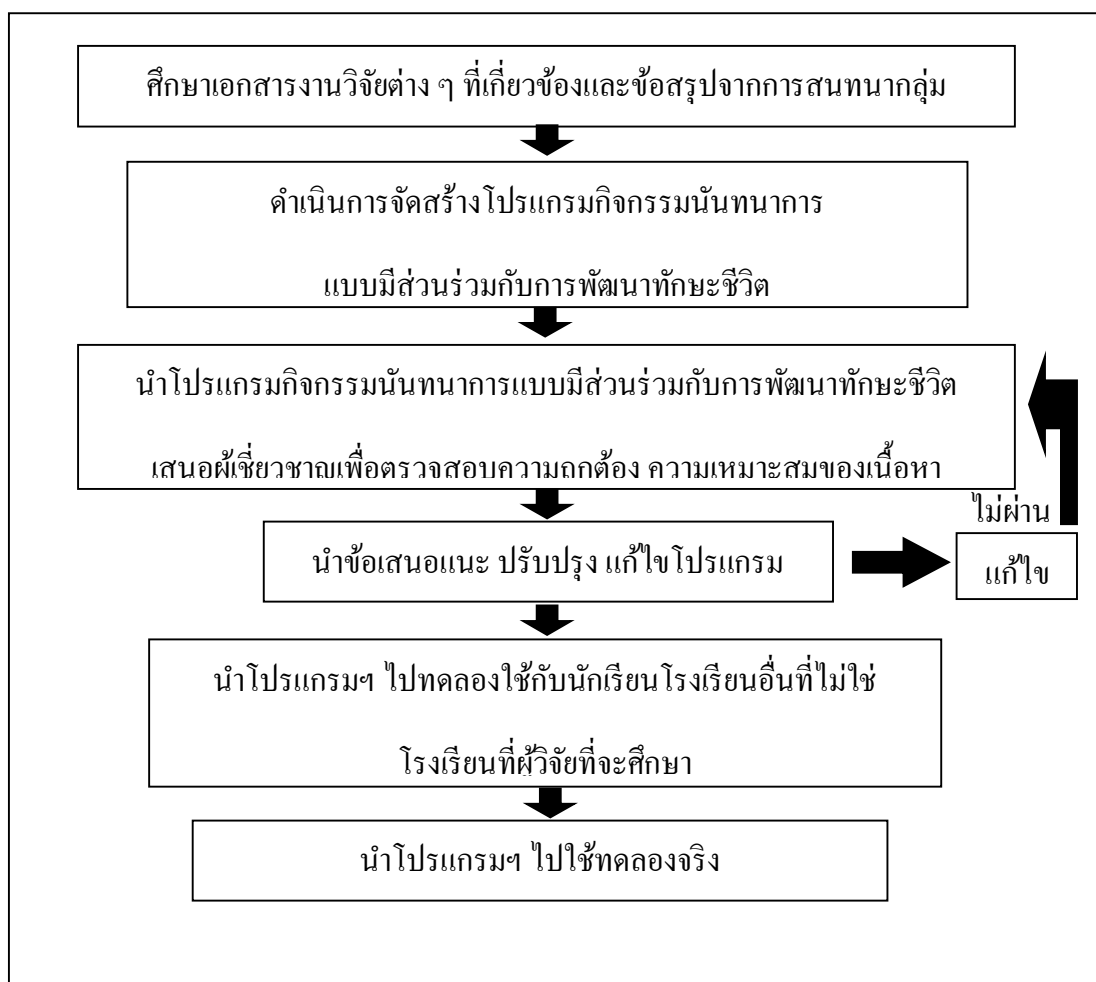 ศึกษาเอกสารงานวิจัยต่าง ๆ ที่เกี่ยวข้องและข้อสรุปจากการสนทนากลุ่ม
ดำเนินการจัดสร้างโปรแกรมกิจกรรมนันทนาการ
แบบมีส่วนร่วมกับการพัฒนาทักษะชีวิต
นำโปรแกรมกิจกรรมนันทนาการแบบมีส่วนร่วมกับการพัฒนาทักษะชีวิต
เสนอผู้เชี่ยวชาญเพื่อตรวจสอบความถูกต้อง ความเหมาะสมของเนื้อหา
ไม่ผ่าน
นำข้อเสนอแนะ ปรับปรุง แก้ไขโปรแกรม
แก้ไข
นำโปรแกรมฯ ไปทดลองใช้กับนักเรียนโรงเรียนอื่นที่ไม่ใช่
โรงเรียนที่ผู้วิจัยที่จะศึกษา
นำโปรแกรมฯ ไปใช้ทดลองจริง